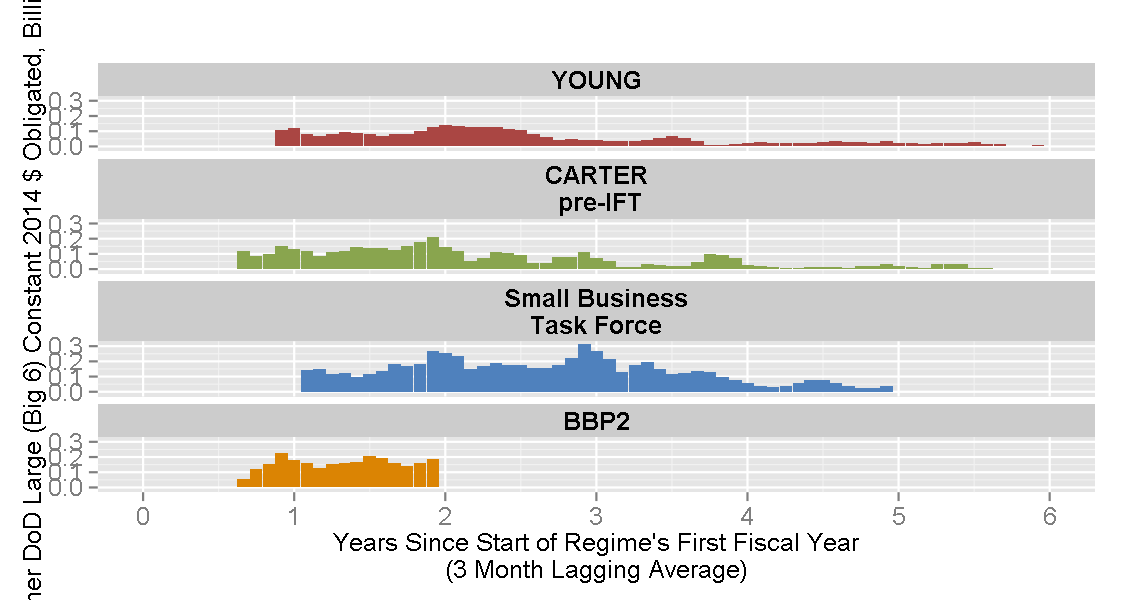 DoD Large (Big 6) Constant 2014 $ Obligated,
YOUNG
0.3
0.2
0.1
0.0
CARTER
pre-IFT
0.3
0.2
0.1
0.0
Small Business
Task Force
0.3
0.2
0.1
0.0
BBP2
0.3
0.2
0.1
0.0
0 1 2 3 4 5 6
Years Since Start of Regime's First Fiscal Year
(3 Month Lagging Average)